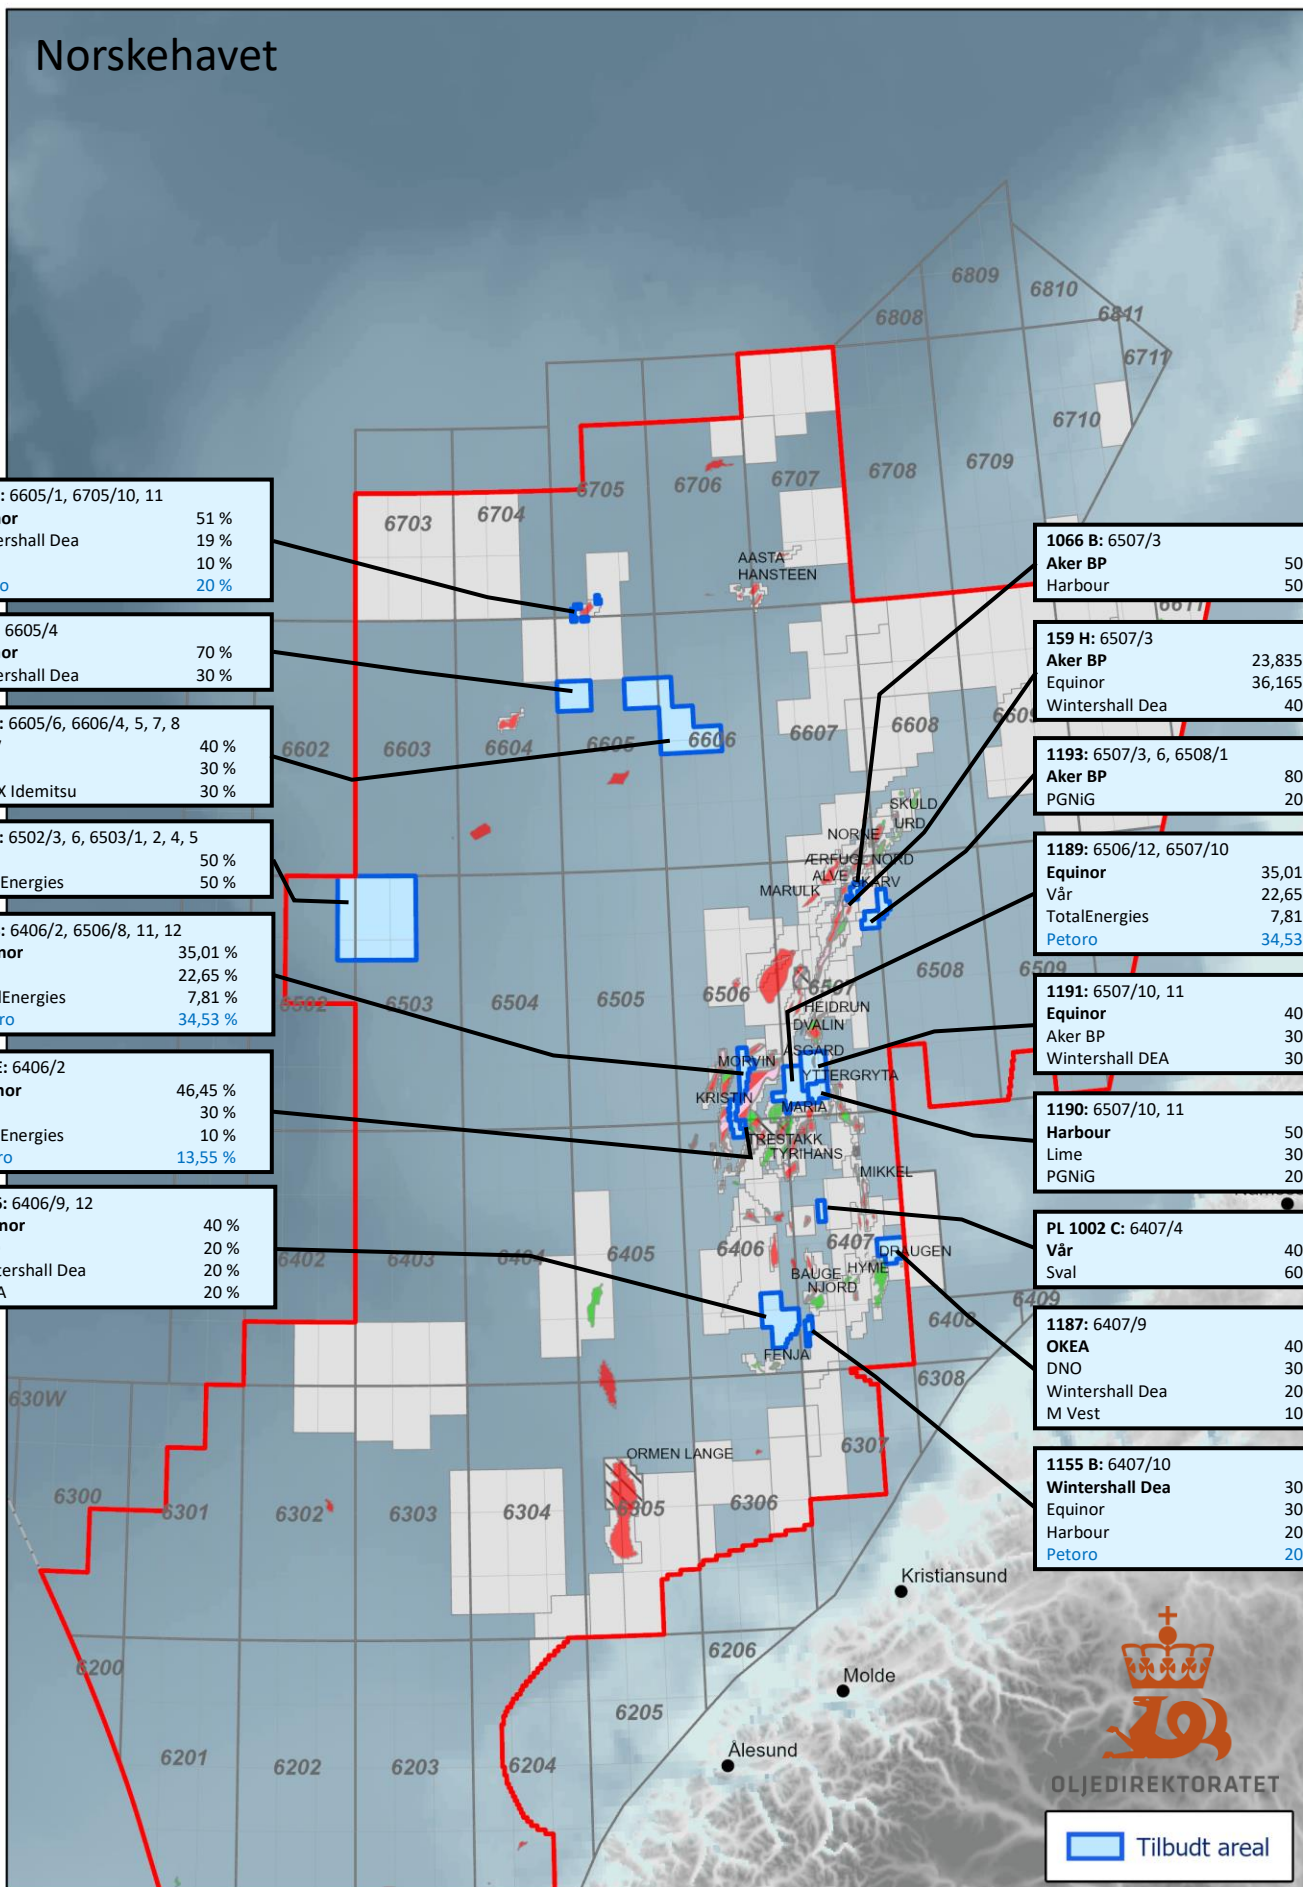 Norskehavet
6809
6810
6808
6811
6711
6710
6709
6708
6707
6706
6705
6704
6703
: 6605/1, 6705/10, 11
or 51 %
ershall Dea 19 %
10 %
o 20 %
6605/4
or 70 %
ershall Dea 30 %
: 6605/6, 6606/4, 5, 7, 8
40 %
30 %
X Idemitsu 30 %
: 6502/3, 6, 6503/1, 2, 4, 5
50 %
Energies 50 %
: 6406/2, 6506/8, 11, 12
nor 35,01 %
22,65 %
lEnergies 7,81 %
ro 34,53 %
E: 6406/2
nor 46,45 %
30 %
Energies 10 %
ro 13,55 %
6406/9, 12
nor 40 %
20 %
tershall Dea 20 %
A 20 %
AASTA
HANSTEEN
6602
6603
6604
6605
6606
6607
6608
6609
6611
SKULD
URD
NORNE
ÆRFUGL NORD
ALVE
SKARV
MARULK
6502
6503
6504
6505
6506
6507
6508
6509
HEIDRUN
DVALIN
ÅSGARD
MORVIN
YTTERGRYTA
KRISTIN
MARIA
TRESTAKK
TYRIHANS
MIKKEL
6402
6403
6404
6405
6406
6407
6408
6409
DRAUGEN
HYME
BAUGE
NJORD
FENJA
630W
6300
6301
6302
6303
6304
6305
6306
6307
6308
ORMEN LANGE
6200
6201
6202
6203
6204
6205
6206
Kristiansund
Molde
Ålesund
1066 B: 6507/3
Aker BP 50
Harbour 50
159 H: 6507/3
Aker BP 23,835
Equinor 36,165
Wintershall Dea 40
1193: 6507/3, 6, 6508/1
Aker BP 80
PGNiG 20
1189: 6506/12, 6507/10
Equinor 35,01
Vår 22,65
TotalEnergies 7,81
Petoro 34,53
1191: 6507/10, 11
Equinor 40
Aker BP 30
Wintershall DEA 30
1190: 6507/10, 11
Harbour 50
Lime 30
PGNiG 20
PL 1002 C: 6407/4
Vår 40
Sval 60
1187: 6407/9
OKEA 40
DNO 30
Wintershall Dea 20
M Vest 10
1155 B: 6407/10
Wintershall Dea 30
Equinor 30
Harbour 20
Petoro 20
OLJEDIREKTORATET
Tilbudt areal